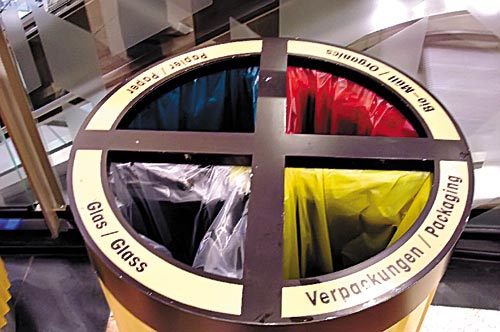 Papier / Paper
Bio-Müll / Organics
Glas / Glass
Verpackungen / Packaging